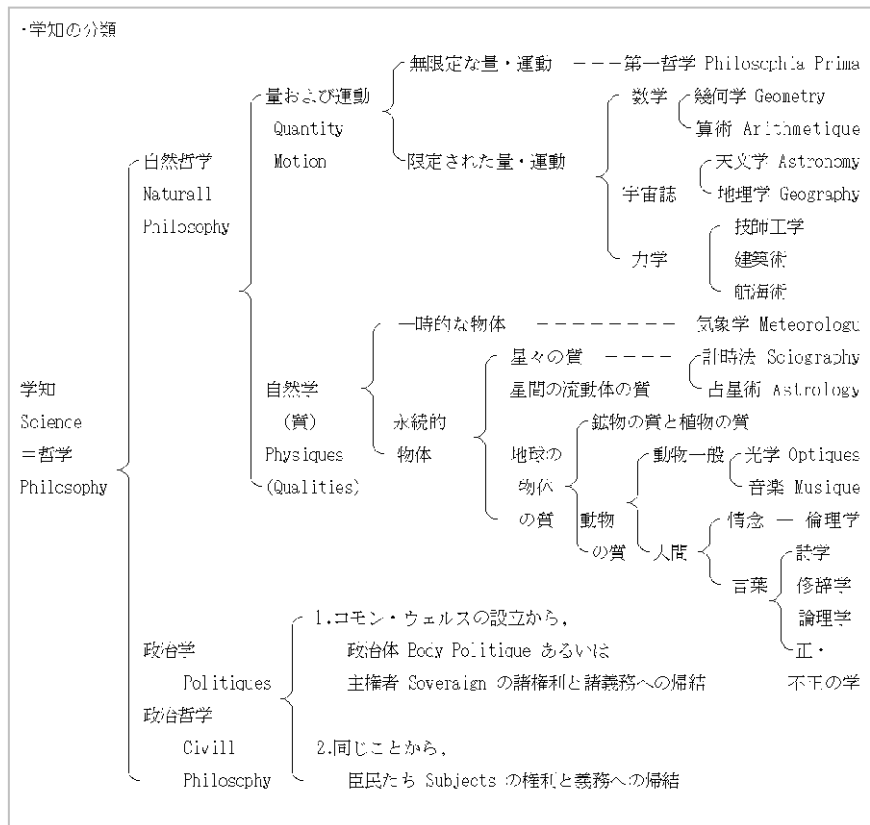 ・学知の分類
無限定な量・運動 ---第一哲学 Philosophia Prima
量および運動 数学 幾何学 Geometry
Quantity 算術 Arithmetique
自然哲学 Motion 限定された量・運動 天文学 Astronomy
Naturall 宇宙誌 地理学 Geography
Philosophy 技師工学
力学 建築術
航海術
一時的な物体 -------- 気象学 Meteorologu
星々の質 ---- 計時法 Sciography
学知 自然学 星間の流動体の質 占星術 Astrology
Science (質) 永続的 鉱物の質と植物の質
=哲学 Physiques 物体 地球の 動物一般 光学 Optiques
Philosophy (Qualities) 物体 音楽 Musique
の質 動物 情念 — 倫理学
の質 人間 詩学
言葉 修辞学
1.コモン・ウェルスの設立から, 論理学
政治学 政治体 Body Politique あるいは 正・
Politiques 主権者 Soveraign の諸権利と諸義務への帰結 不正の学
政治哲学
Civill 2.同じことから,
Philosophy 臣民たち Subjects の権利と義務への帰結